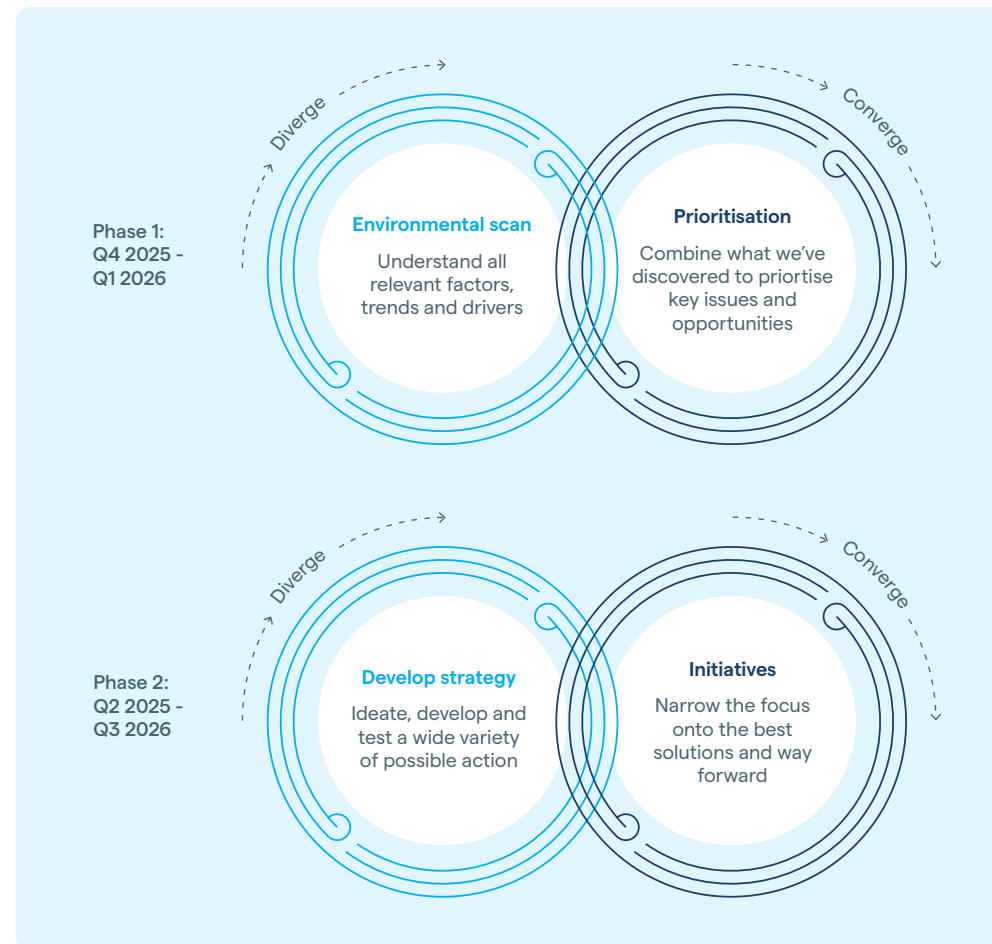 Diverge
Converge
Phase 1:
Q4 2025 -
Q1 2026
Environmental scan
Understand all
relevant factors,
trends and drivers
Prioritisation
Combine what we’ve
discovered to priortise
key issues and
opportunities
Diverge
Converge
Phase 2:
Q2 2025 -
Q3 2026
Develop strategy
Ideate, develop and
test a wide variety
of possible action
Initiatives
Narrow the focus
onto the best
solutions and way
forward